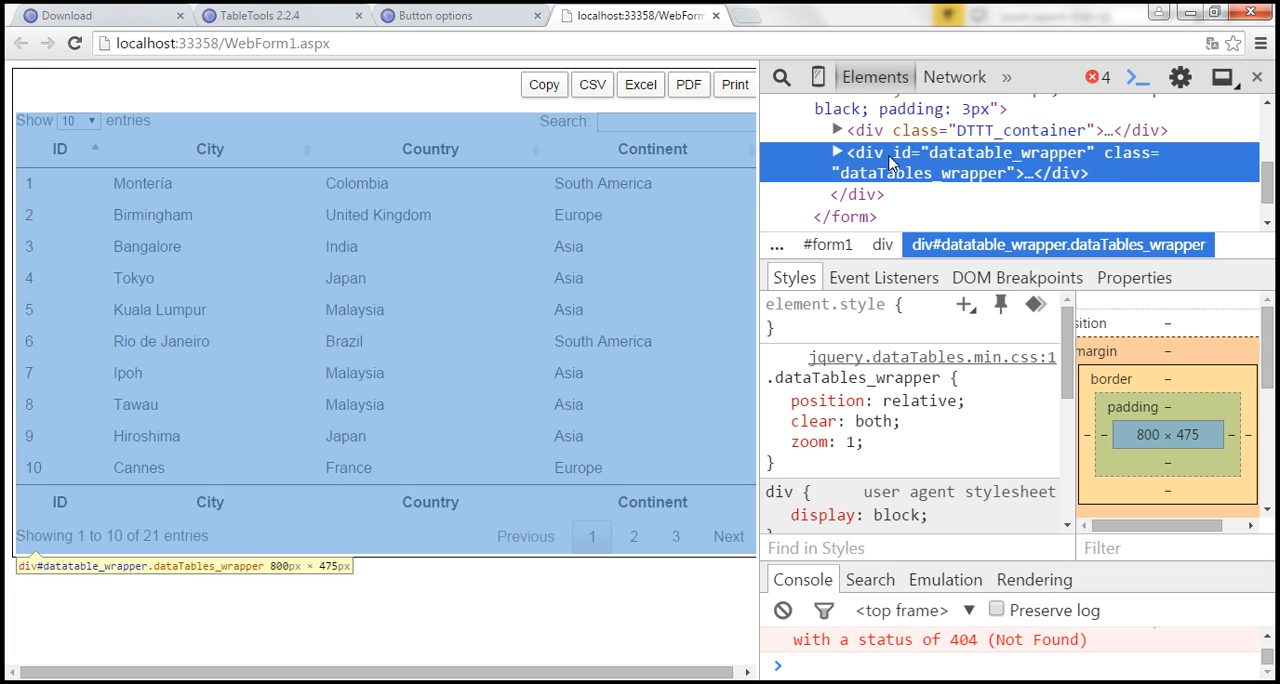 Download × TableTools 2.2.4 × Button options × localhost:33358/WebForm ×
localhost:33358/WebForm1.aspx
Copy CSV Excel PDF Print
Show 10 entries Search:
ID City Country Continent
1 Montería Colombia South America
2 Birmingham United Kingdom Europe
3 Bangalore India Asia
4 Tokyo Japan Asia
5 Kuala Lumpur Malaysia Asia
6 Rio de Janeiro Brazil South America
7 Ipoh Malaysia Asia
8 Tawau Malaysia Asia
9 Hiroshima Japan Asia
10 Cannes France Europe
ID City Country Continent
Showing 1 to 10 of 21 entries Previous 1 2 3 Next
div#datatable_wrapper.dataTables_wrapper 800px × 475px
Elements Network » 4
black; padding: 3px">
<div class="DTTT_container">…</div>
<div id="datatable_wrapper" class=
"dataTables_wrapper">…</div>
</div>
</form>
... #form1 div div#datatable_wrapper.dataTables_wrapper
Styles Event Listeners DOM Breakpoints Properties
element.style {
}
jquery.dataTables.min.css:1
.dataTables_wrapper {
position: relative;
clear: both;
zoom: 1;
}
div { user agent stylesheet
display: block;
sition –
margin –
border –
padding –
– – 800 × 475 – –
–
–
Find in Styles Filter
Console Search Emulation Rendering
<top frame> ▼ Preserve log
with a status of 404 (Not Found)
>